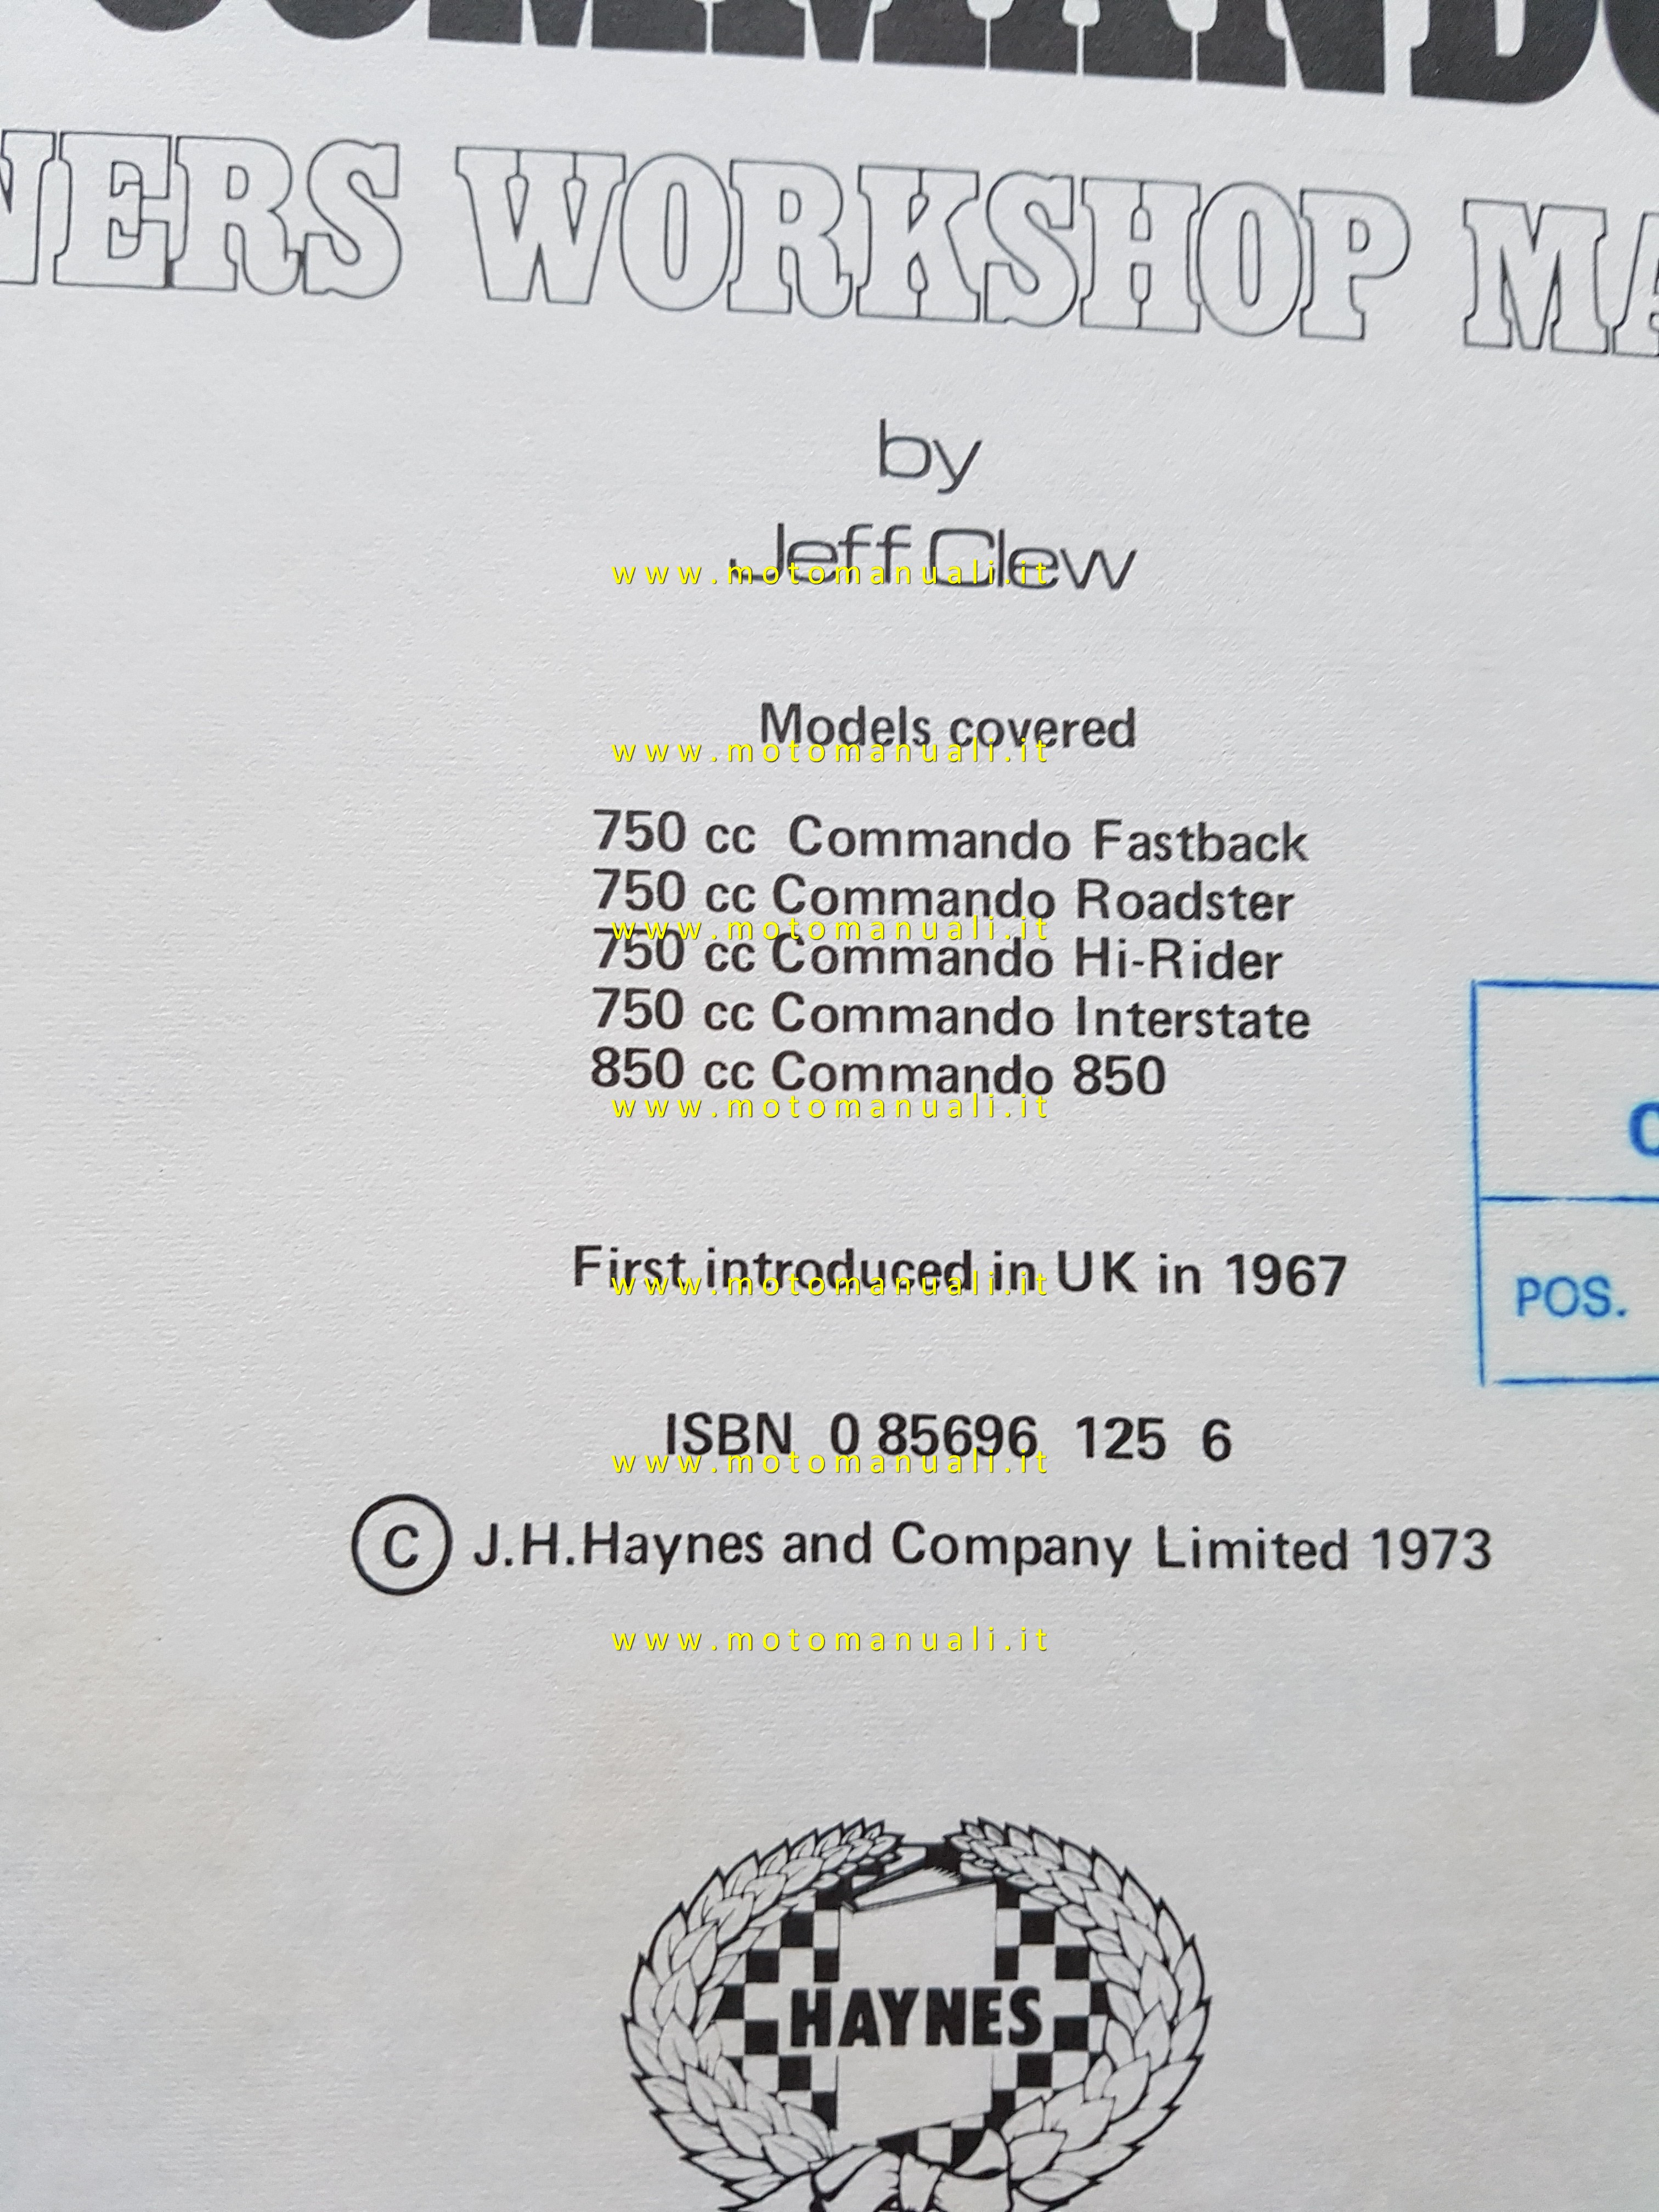 COMMANDO
NERS WORKSHOP MA
by
Jeff Clew
www.motomanuali.it
Models covered
www.motomanuali.it
750 cc Commando Fastback
750 cc Commando Roadster
www.motomanuali.it
750 cc Commando Hi-Rider
750 cc Commando Interstate
850 cc Commando 850
www.motomanuali.it
First introduced in UK in 1967
www.motomanuali.it
POS.
ISBN 0 85696 125 6
www.motomanuali.it
© J.H.Haynes and Company Limited 1973
www.motomanuali.it
HAYNES